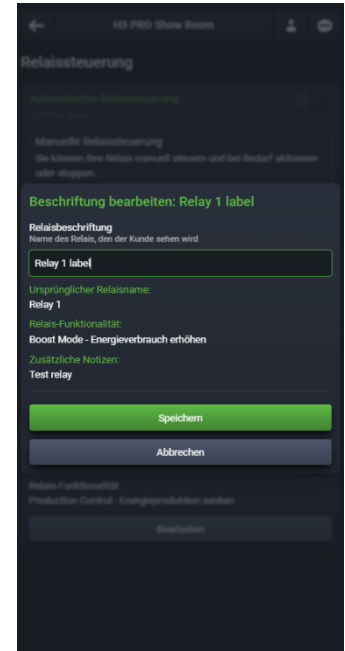 H3 PRO Show Room
Relaissteuerung
Automatische Relaissteuerung
Manuelle Relaissteuerung
Sie können Ihre Relais manuell steuern und bei Bedarf aktivieren
oder stoppen.
Beschriftung bearbeiten: Relay 1 label
Relaisbeschriftung
Name des Relais, den der Kunde sehen wird
Relay 1 label
Ursprünglicher Relaisname:
Relay 1
Relais-Funktionalität:
Boost Mode - Energieverbrauch erhöhen
Zusätzliche Notizen:
Test relay
Speichern
Abbrechen
Relais-Funktionalität
Production Control - Energieproduktion senken
Bearbeiten